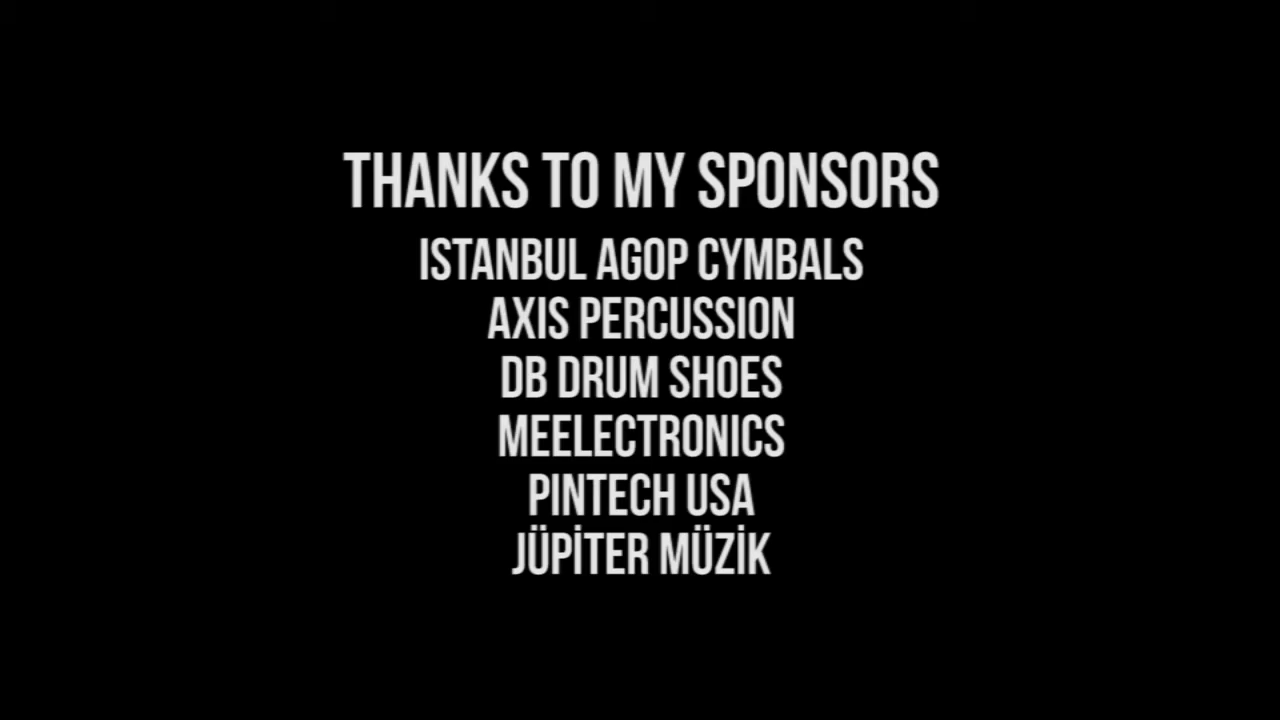 THANKS TO MY SPONSORS
ISTANBUL AGOP CYMBALS
AXIS PERCUSSION
DB DRUM SHOES
MEELECTRONICS
PINTECH USA
JÜPİTER MÜZİK